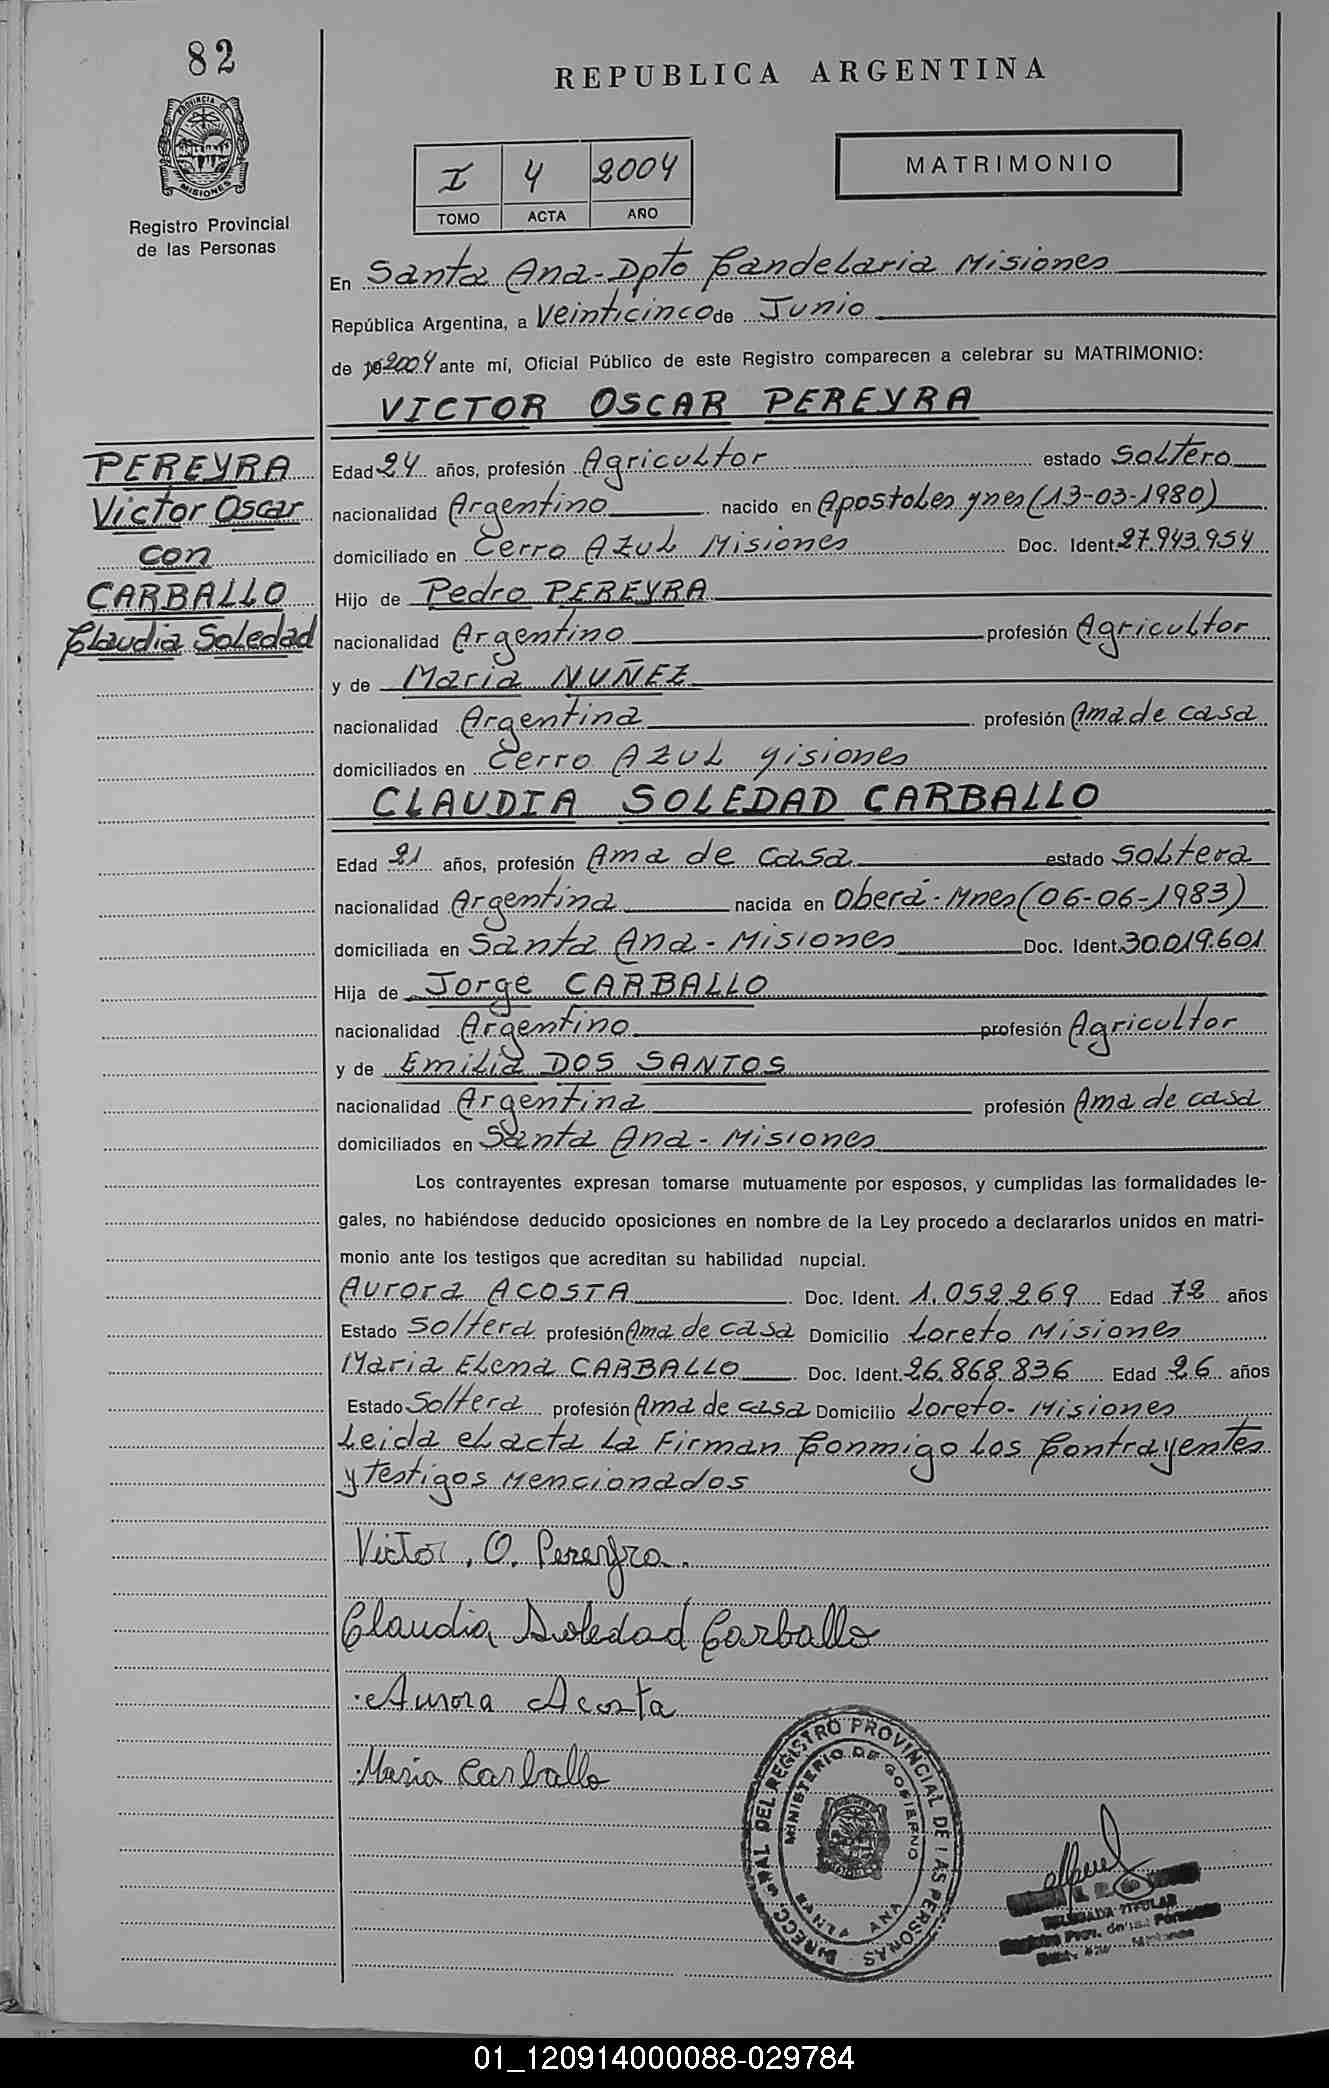 82
PROVINCIA DE
MISIONES
Registro Provincial
de las Personas
REPUBLICA ARGENTINA
I 4 2004
TOMO ACTA AÑO
MATRIMONIO
En Santa Ana-Dpto Candelaria Misiones
República Argentina, a Veinticinco de Junio
de 2004 ante mí, Oficial Público de este Registro comparecen a celebrar su MATRIMONIO:
VICTOR OSCAR PEREYRA
PEREYRA
Victor Oscar
con
CARBALLO
Claudia Soledad
Edad 24 años, profesión Agricultor estado Soltero
nacionalidad Argentino nacido en Apostoles Mnes (13-03-1980)
domiciliado en Cerro Azul Misiones Doc. Ident. 27.943.954
Hijo de Pedro PEREYRA
nacionalidad Argentino profesión Agricultor
y de Maria NUÑEZ
nacionalidad Argentina profesión Ama de casa
domiciliados en Cerro Azul Misiones
CLAUDIA SOLEDAD CARBALLO
Edad 21 años, profesión Ama de casa estado soltera
nacionalidad Argentina nacida en Oberá-Mnes (06-06-1983)
domiciliada en Santa Ana-Misiones Doc. Ident. 30.019.601
Hija de Jorge CARBALLO
nacionalidad Argentino profesión Agricultor
y de Emilia DOS SANTOS
nacionalidad Argentina profesión Ama de casa
domiciliados en Santa Ana-Misiones
Los contrayentes expresan tomarse mutuamente por esposos, y cumplidas las formalidades le-
gales, no habiéndose deducido oposiciones en nombre de la Ley procedo a declararlos unidos en matri-
monio ante los testigos que acreditan su habilidad nupcial.
Aurora ACOSTA Doc. Ident. 1.052.269 Edad 72 años
Estado Soltera profesión Ama de casa Domicilio Loreto Misiones
Maria Elena CARBALLO Doc. Ident. 26.868.836 Edad 26 años
Estado Soltera profesión Ama de casa Domicilio Loreto-Misiones
Leida el acta la Firman Conmigo los Contrayentes
y Testigos Mencionados
Victor. O. Pereyra.
Claudia Soledad Carballo
Aurora Acosta
Maria Carballo
DEL REGISTRO PROVINCIAL DE LAS PERSONAS
MINISTERIO DE GOBIERNO
SANTA ANA
DELEGADA TITULAR
Prov. de las Personas
01_120914000088-029784